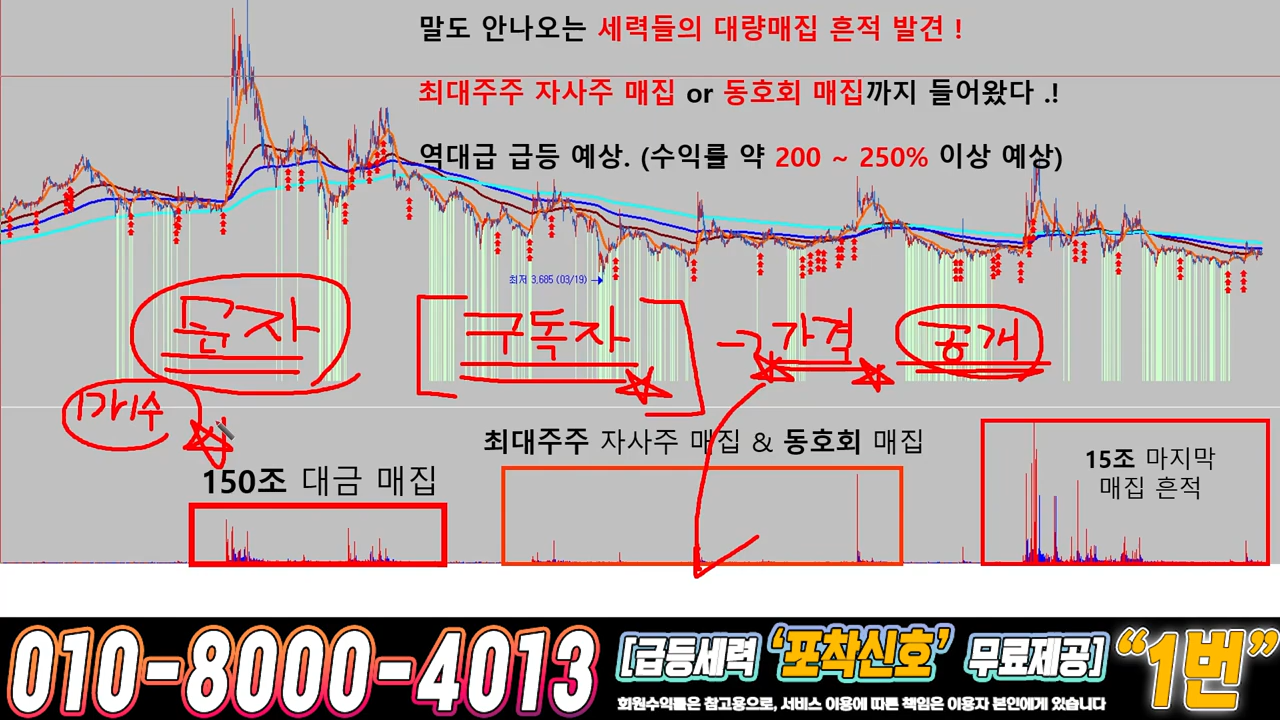 말도 안나오는 세력들의 대량매집 흔적 발견 !
최대주주 자사주 매집 or 동호회 매집까지 들어왔다 .!
역대급 급등 예상. (수익률 약 200 ~ 250% 이상 예상)
최저 3,685 (03/19)
문자
구독자
가격
공개
최대주주 자사주 매집 & 동호회 매집
150조 대금 매집
15조 마지막
매집 흔적
010-8000-4013
[급등세력 ‘포착신호’ 무료제공] “1번”
회원수익률은 참고용으로, 서비스 이용에 따른 책임은 이용자 본인에게 있습니다